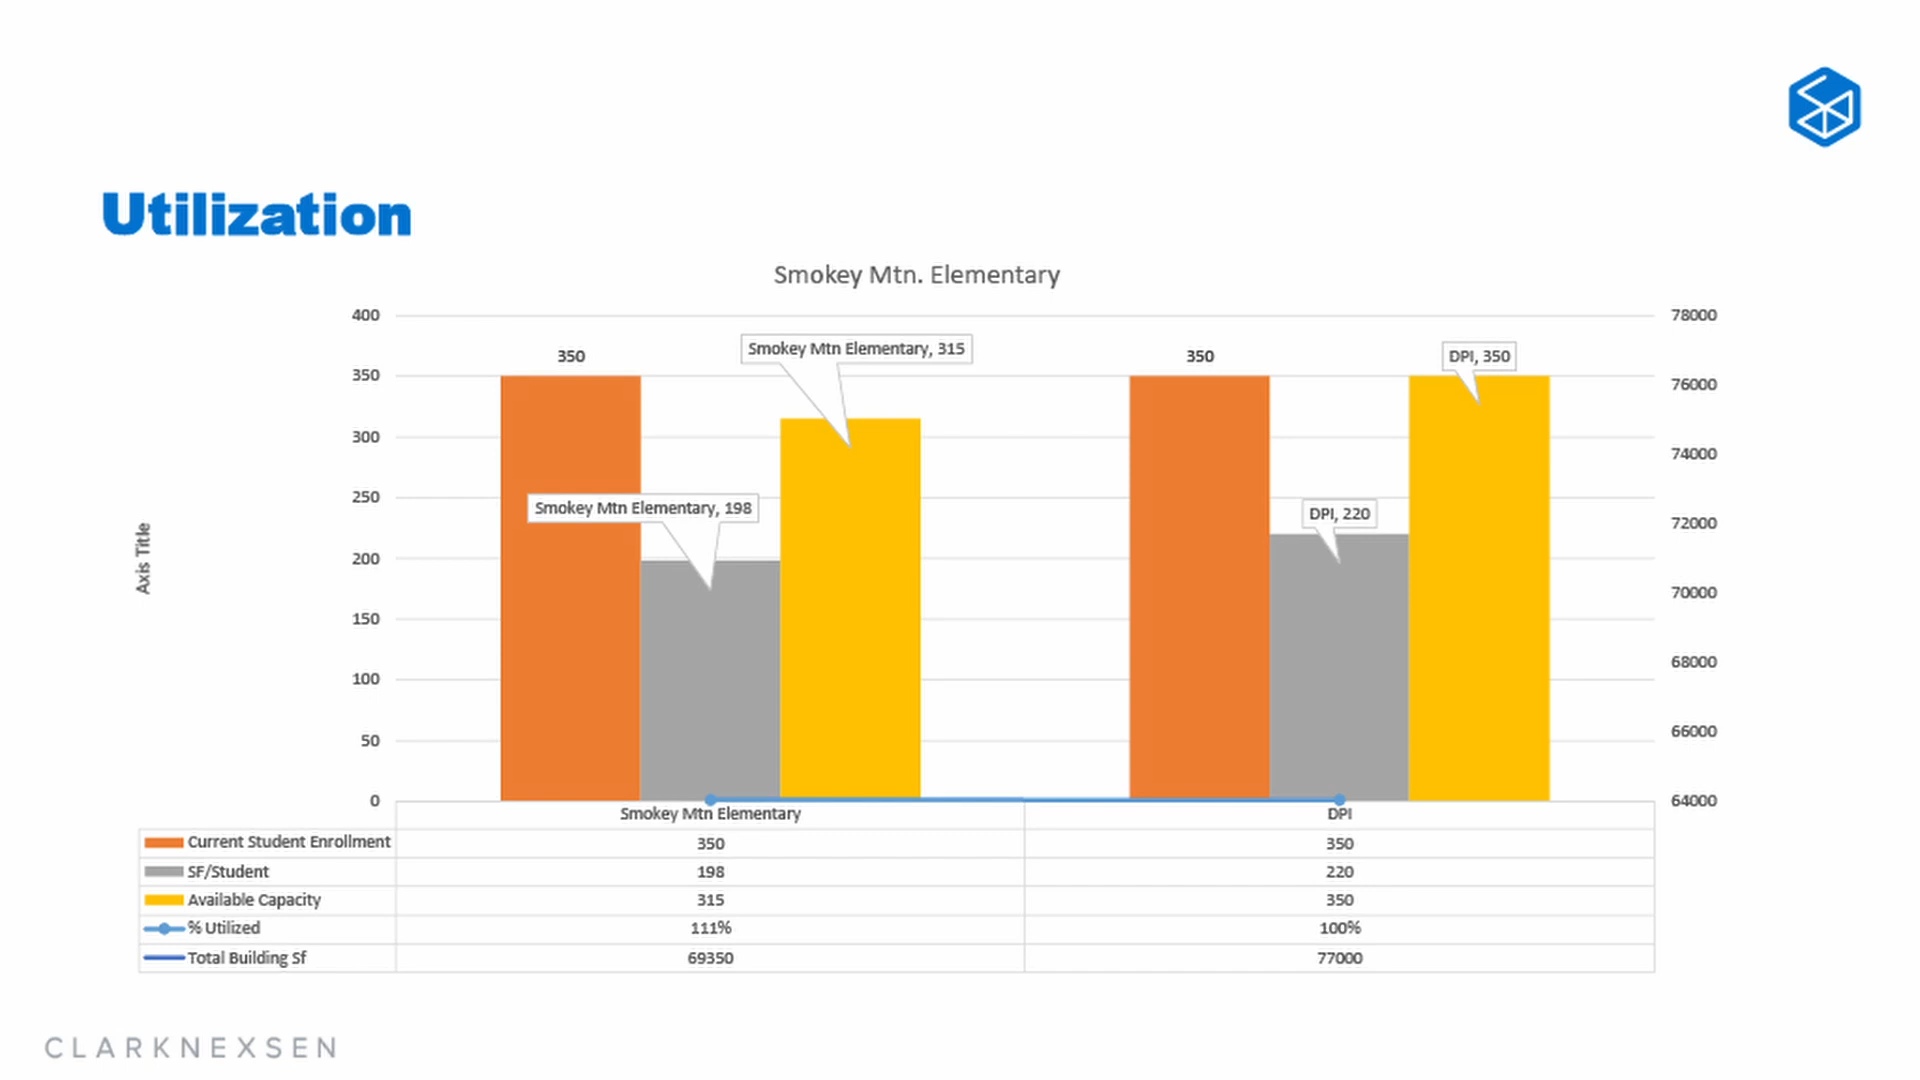 Utilization
Smokey Mtn. Elementary
400
350
300
250
200
150
100
50
0
Axis Title
78000
76000
74000
72000
70000
68000
66000
64000
350
Smokey Mtn Elementary, 315
Smokey Mtn Elementary, 198
350
DPI, 350
DPI, 220
Smokey Mtn Elementary DPI
Current Student Enrollment 350 350
SF/Student 198 220
Available Capacity 315 350
% Utilized 111% 100%
Total Building Sf 69350 77000
CLARKNEXSEN